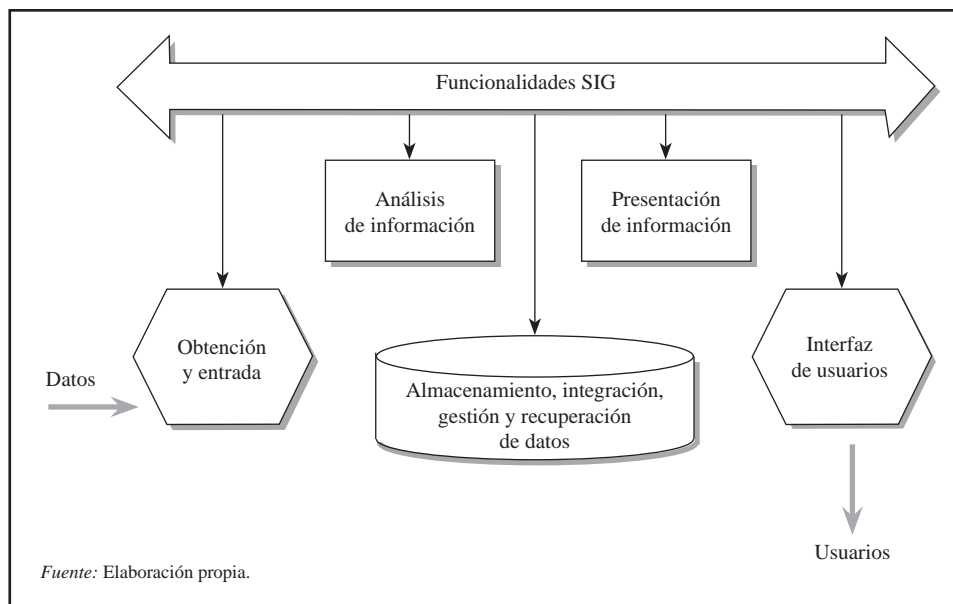 Funcionalidades SIG
Análisis
de información
Presentación
de información
Obtención
y entrada
Interfaz
de usuarios
Datos
Almacenamiento, integración,
gestión y recuperación
de datos
Usuarios
Fuente: Elaboración propia.